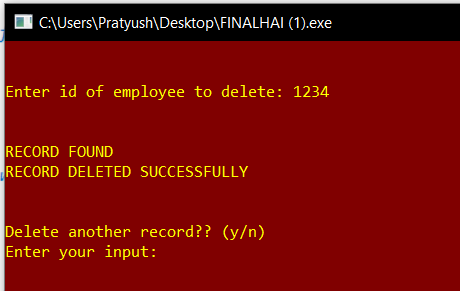 C:\Users\Pratyush\Desktop\FINALHAI (1).exe
Enter id of employee to delete: 1234
RECORD FOUND
RECORD DELETED SUCCESSFULLY
Delete another record?? (y/n)
Enter your input: